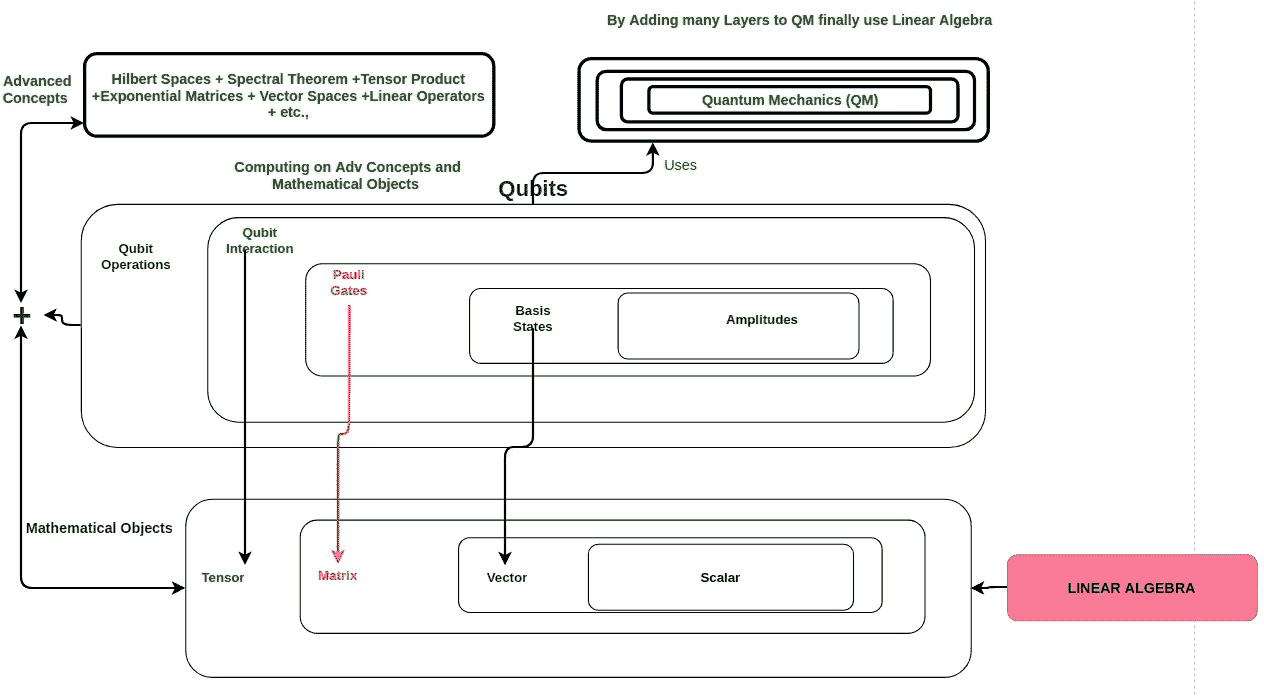 By Adding many Layers to QM finally use Linear Algebra
Advanced
Concepts
Hilbert Spaces + Spectral Theorem +Tensor Product
+Exponential Matrices + Vector Spaces +Linear Operators
+ etc.,
Quantum Mechanics (QM)
Computing on Adv Concepts and
Mathematical Objects
Uses
Qubits
Qubit
Operations
Qubit
Interaction
Pauli
Gates
Basis
States
Amplitudes
+
Mathematical Objects
Tensor
Matrix
Vector
Scalar
LINEAR ALGEBRA